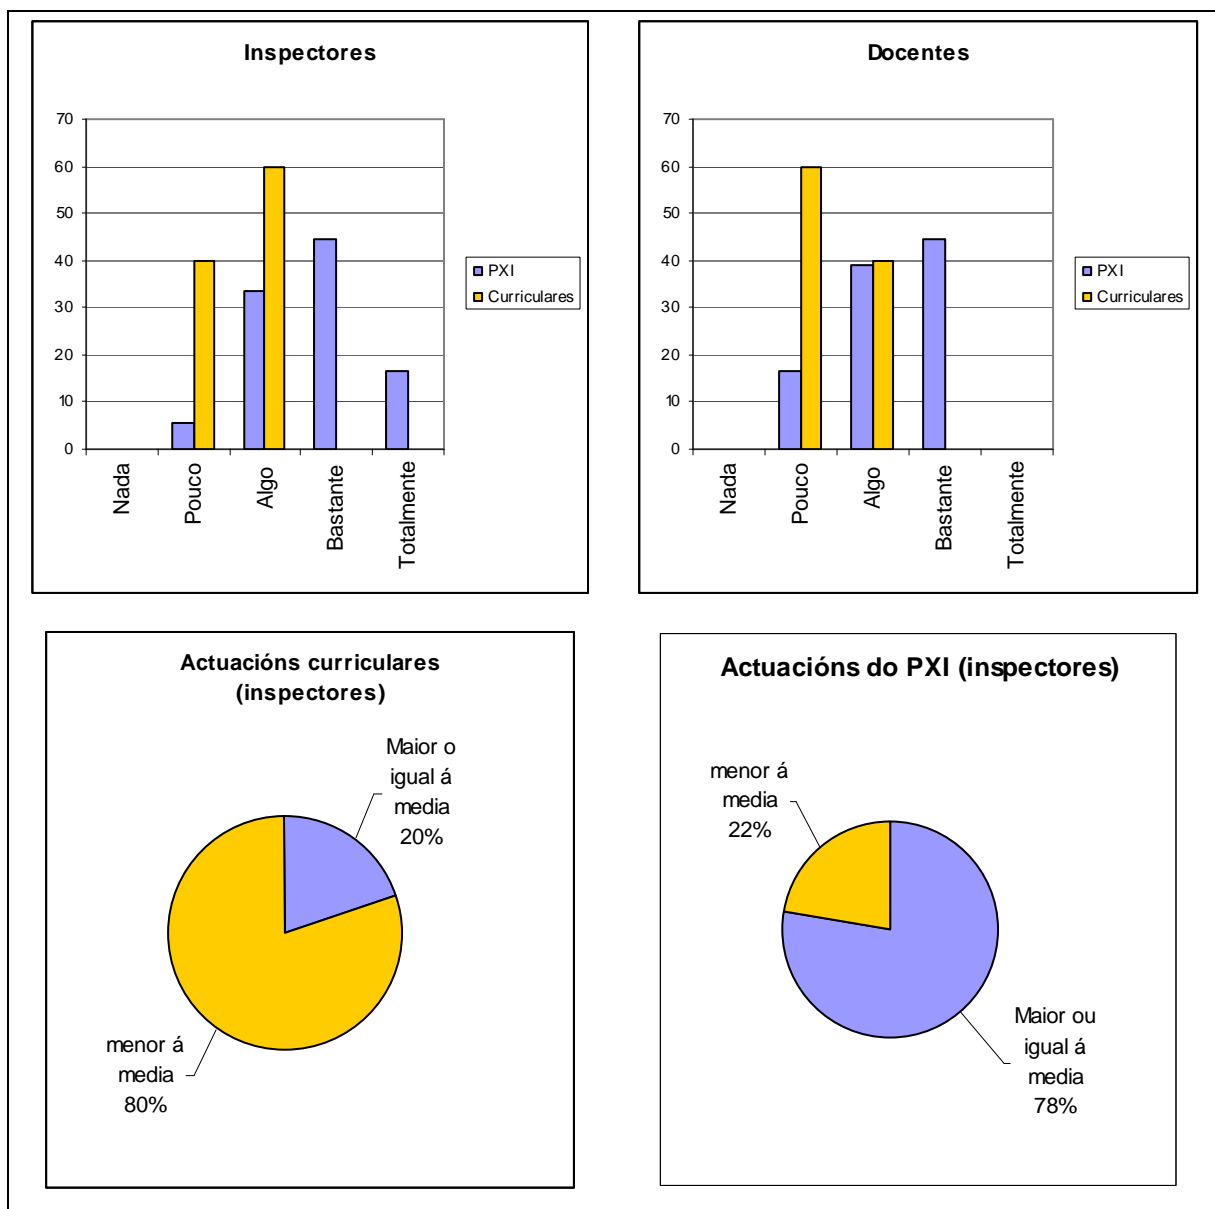 Inspectores
70
60
50
40
30
20
10
0
Nada
Pouco
Algo
Bastante
Totalmente
PXI
Curriculares
Docentes
70
60
50
40
30
20
10
0
Nada
Pouco
Algo
Bastante
Totalmente
PXI
Curriculares
Actuacións curriculares
(inspectores)
Maior o
igual á
media
20%
menor á
media
80%
Actuacións do PXI (inspectores)
menor á
media
22%
Maior ou
igual á
media
78%